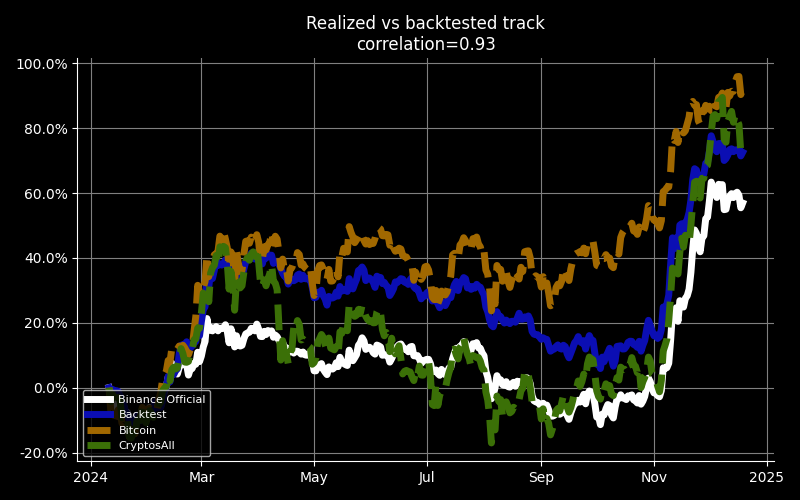 Realized vs backtested track
correlation=0.93
100.0%
80.0%
60.0%
40.0%
20.0%
0.0%
-20.0%
Binance Official
Backtest
Bitcoin
CryptosAll
2024 Mar May Jul Sep Nov 2025